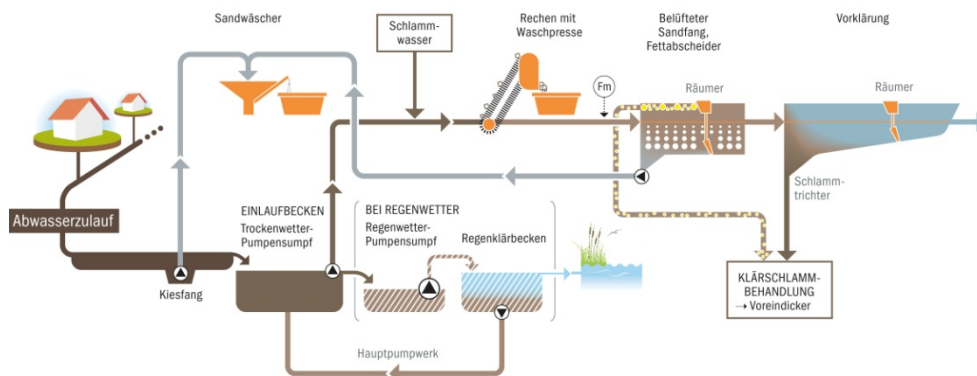 Sandwäscher
Schlamm-
wasser
Rechen mit
Waschpresse
Belüfteter
Sandfang,
Fettabscheider
Vorklärung
Fm
Räumer
Räumer
Schlamm-
trichter
Abwasserzulauf
EINLAUFBECKEN
Trockenwetter-
Pumpensumpf
BEI REGENWETTER
Regenwetter-
Pumpensumpf
Regenklärbecken
Kiesfang
KLÄRSCHLAMM-
BEHANDLUNG
→ Voreindicker
Hauptpumpwerk